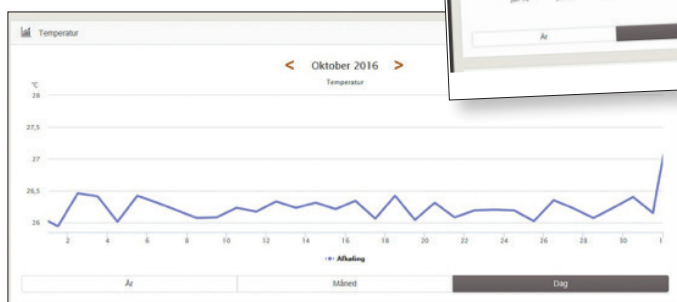 År
Temperatur
< Oktober 2016 >
Temperatur
°C
28
27,5
27
26,5
26
2 4 6 8 10 12 14 16 18 20 22 24 26 28 30 1
Afkøling
År Måned Dag